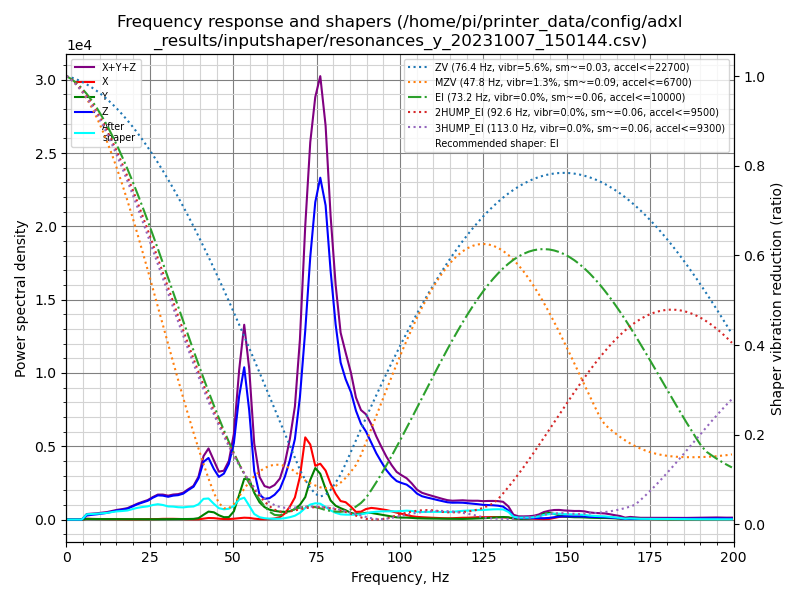 Frequency response and shapers (/home/pi/printer_data/config/adxl
_results/inputshaper/resonances_y_20231007_150144.csv)
1e4
X+Y+Z
X
Y
Z
After
shaper
ZV (76.4 Hz, vibr=5.6%, sm~=0.03, accel<=22700)
MZV (47.8 Hz, vibr=1.3%, sm~=0.09, accel<=6700)
EI (73.2 Hz, vibr=0.0%, sm~=0.06, accel<=10000)
2HUMP_EI (92.6 Hz, vibr=0.0%, sm~=0.06, accel<=9500)
3HUMP_EI (113.0 Hz, vibr=0.0%, sm~=0.06, accel<=9300)
Recommended shaper: EI
3.0
2.5
2.0
1.5
1.0
0.5
0.0
Power spectral density
1.0
0.8
0.6
0.4
0.2
0.0
Shaper vibration reduction (ratio)
0 25 50 75 100 125 150 175 200
Frequency, Hz